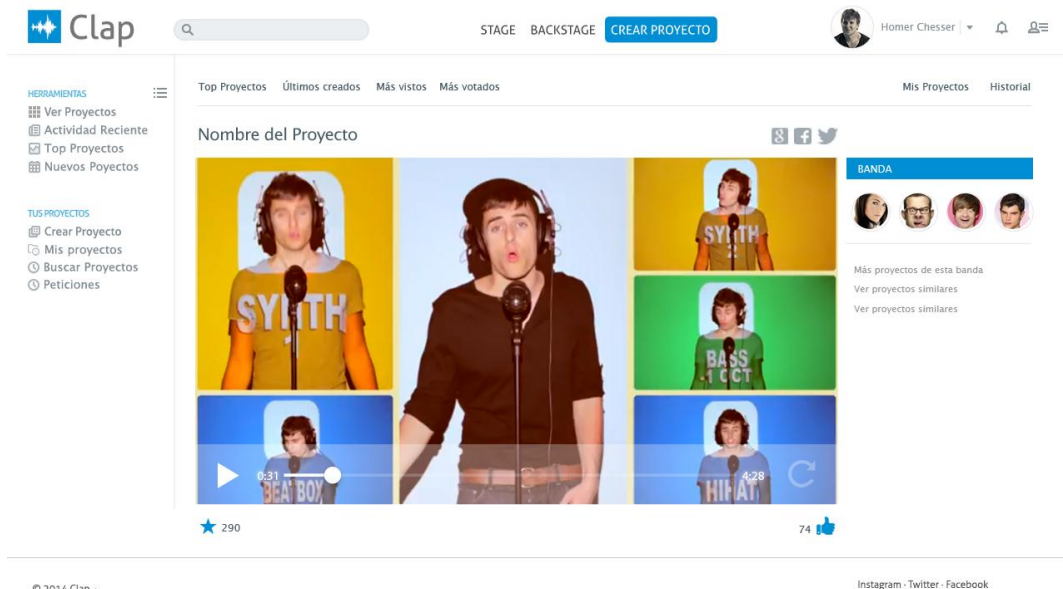 Clap
STAGE BACKSTAGE CREAR PROYECTO
Homer Chesser
HERRAMIENTAS
Ver Proyectos
Actividad Reciente
Top Proyectos
Nuevos Poyectos
TUS PROYECTOS
Crear Proyecto
Mis proyectos
Buscar Proyectos
Peticiones
Top Proyectos Últimos creados Más vistos Más votados
Mis Proyectos Historial
Nombre del Proyecto
SYNTH
SYNTH
BASS
1 OCT
BEATBOX
HIHAT
0:31
4:28
290
74
BANDA
Más proyectos de esta banda
Ver proyectos similares
Ver proyectos similares
© 2014 Clap
Instagram · Twitter · Facebook